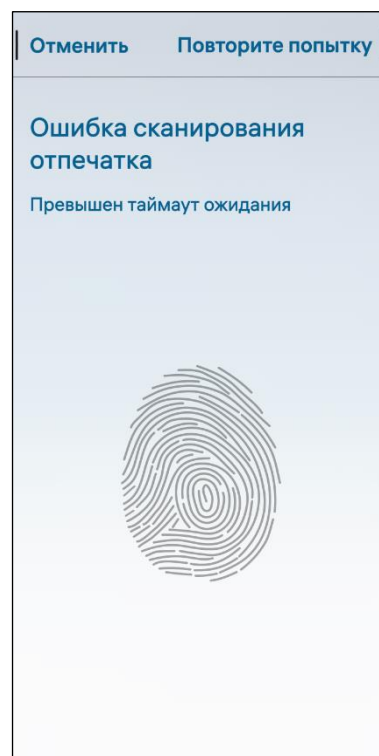 Отменить Повторите попытку
Ошибка сканирования
отпечатка
Превышен таймаут ожидания